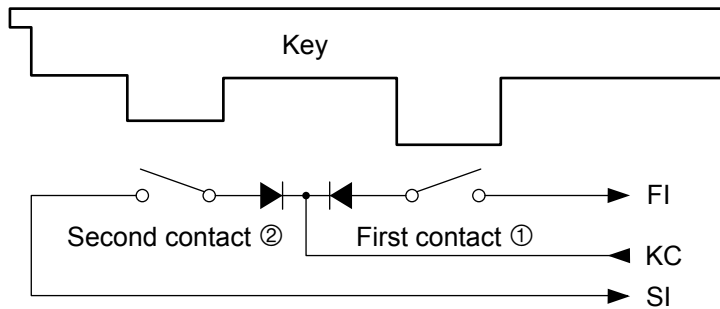 Key
FI
Second contact ②
First contact ①
KC
SI